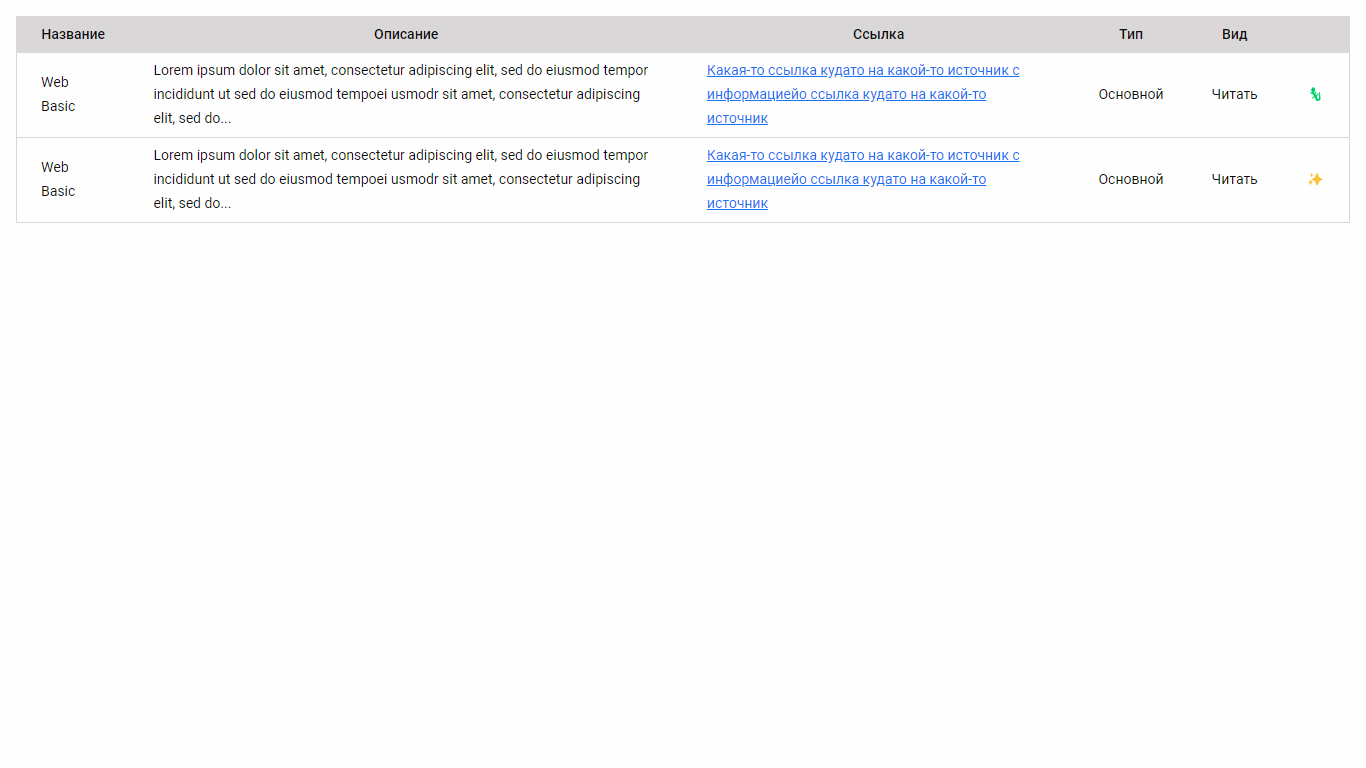 Название Описание Ссылка Тип Вид
Web Basic
Lorem ipsum dolor sit amet, consectetur adipiscing elit, sed do eiusmod tempor
incididunt ut sed do eiusmod tempoei usmodr sit amet, consectetur adipiscing
elit, sed do...
Какая-то ссылка кудато на какой-то источник с
информациейо ссылка кудато на какой-то
источник
Основной
Читать
Web Basic
Lorem ipsum dolor sit amet, consectetur adipiscing elit, sed do eiusmod tempor
incididunt ut sed do eiusmod tempoei usmodr sit amet, consectetur adipiscing
elit, sed do...
Какая-то ссылка кудато на какой-то источник с
информациейо ссылка кудато на какой-то
источник
Основной
Читать